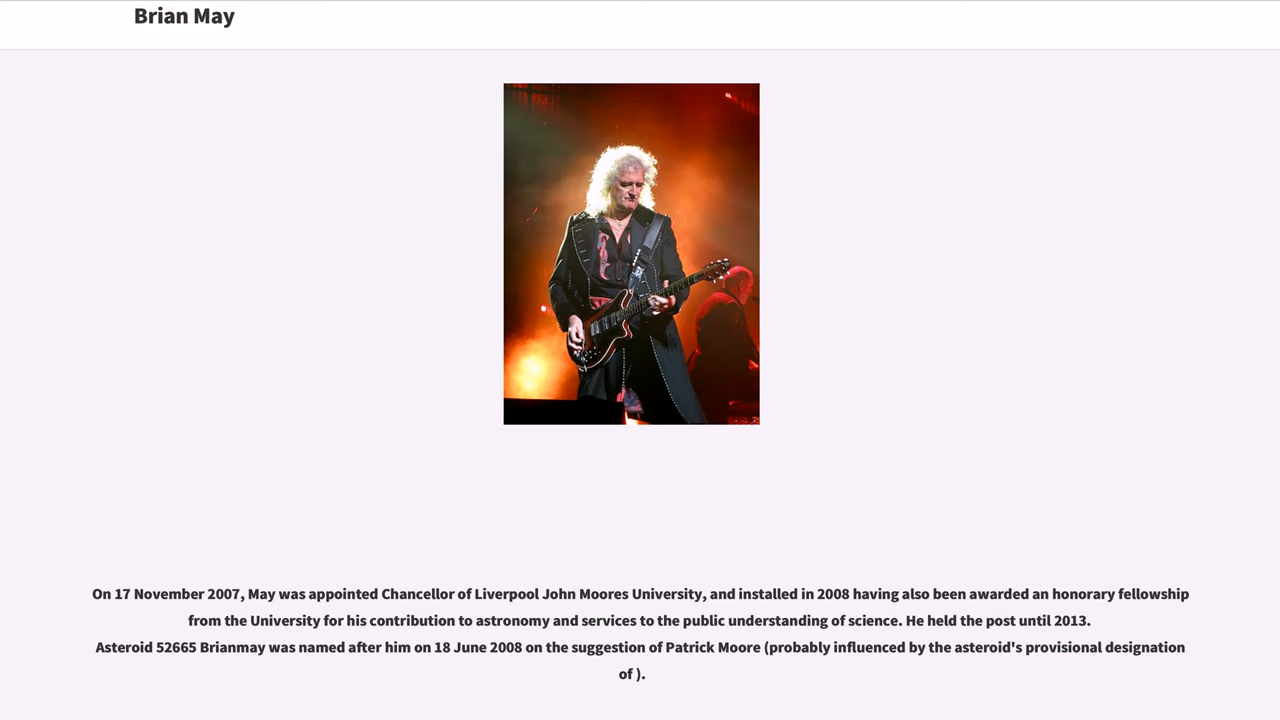 Brian May
On 17 November 2007, May was appointed Chancellor of Liverpool John Moores University, and installed in 2008 having also been awarded an honorary fellowship
from the University for his contribution to astronomy and services to the public understanding of science. He held the post until 2013.
Asteroid 52665 Brianmay was named after him on 18 June 2008 on the suggestion of Patrick Moore (probably influenced by the asteroid's provisional designation
of ).